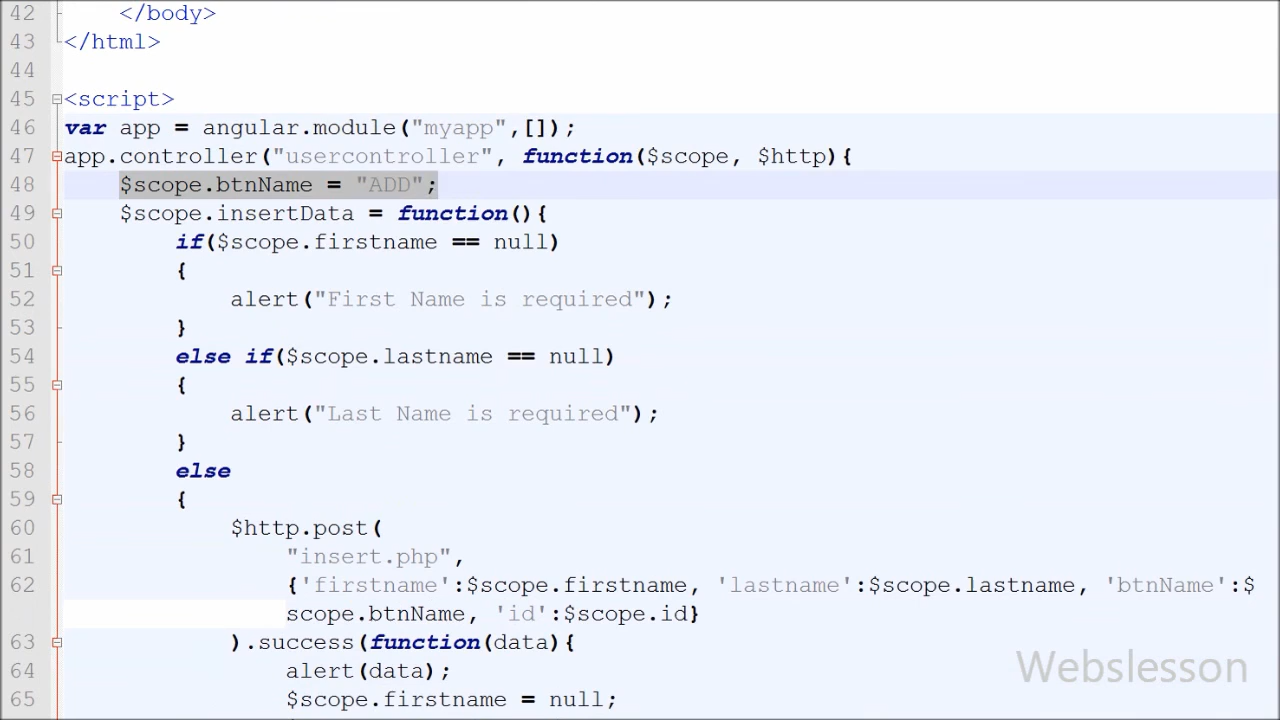 42 </body>
43 </html>
44
45 <script>
46 var app = angular.module("myapp",[]);
47 app.controller("usercontroller", function($scope, $http){
48 $scope.btnName = "ADD";
49 $scope.insertData = function(){
50 if($scope.firstname == null)
51 {
52 alert("First Name is required");
53 }
54 else if($scope.lastname == null)
55 {
56 alert("Last Name is required");
57 }
58 else
59 {
60 $http.post(
61 "insert.php",
62 {'firstname':$scope.firstname, 'lastname':$scope.lastname, 'btnName':$
scope.btnName, 'id':$scope.id}
63 ).success(function(data){
64 alert(data);
65 $scope.firstname = null;
Webslesson